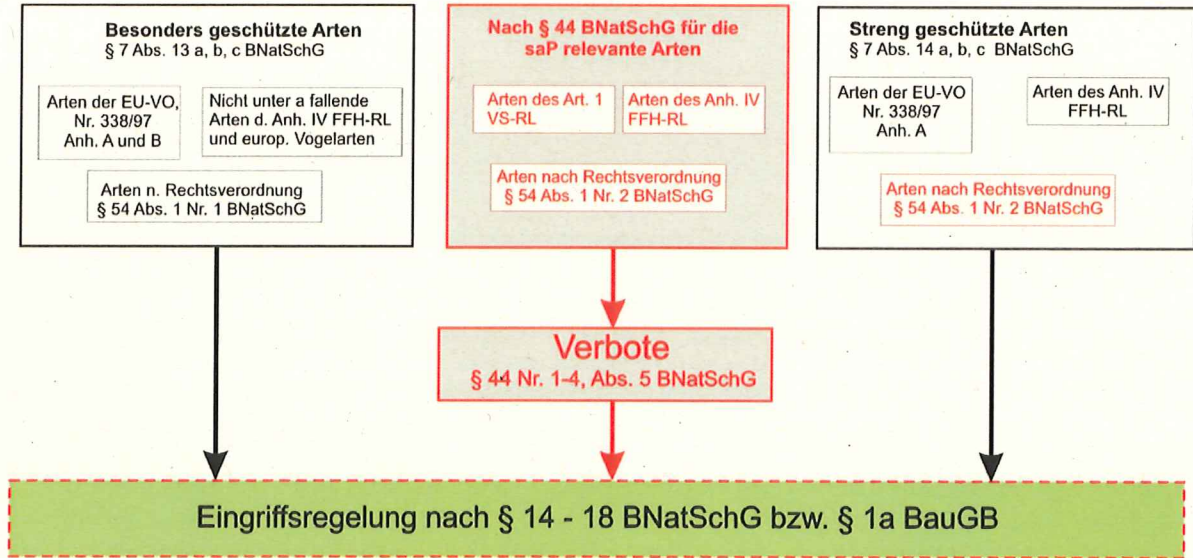 Besonders geschützte Arten
§ 7 Abs. 13 a, b, c BNatSchG
Arten der EU-VO,
Nr. 338/97
Anh. A und B
Nicht unter a fallende
Arten d. Anh. IV FFH-RL
und europ. Vogelarten
Arten n. Rechtsverordnung
§ 54 Abs. 1 Nr. 1 BNatSchG
Nach § 44 BNatSchG für die
saP relevante Arten
Arten des Art. 1
VS-RL
Arten des Anh. IV
FFH-RL
Arten nach Rechtsverordnung
§ 54 Abs. 1 Nr. 2 BNatSchG
Streng geschützte Arten
§ 7 Abs. 14 a, b, c BNatSchG
Arten der EU-VO
Nr. 338/97
Anh. A
Arten des Anh. IV
FFH-RL
Arten nach Rechtsverordnung
§ 54 Abs. 1 Nr. 2 BNatSchG
Verbote
§ 44 Nr. 1-4, Abs. 5 BNatSchG
Eingriffsregelung nach § 14 - 18 BNatSchG bzw. § 1a BauGB